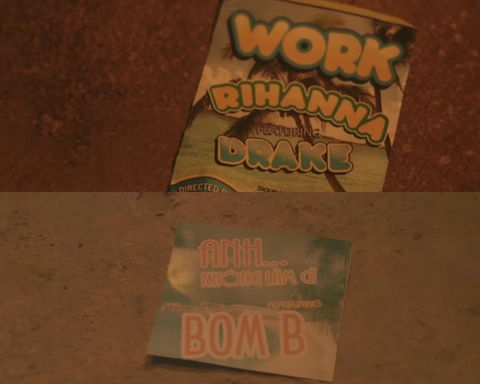 WORK
RIHANNA
FEATURING
DRAKE
DIRECTED
ANH...
KHÔNG LÀM GÌ
FEATURING
BOM B